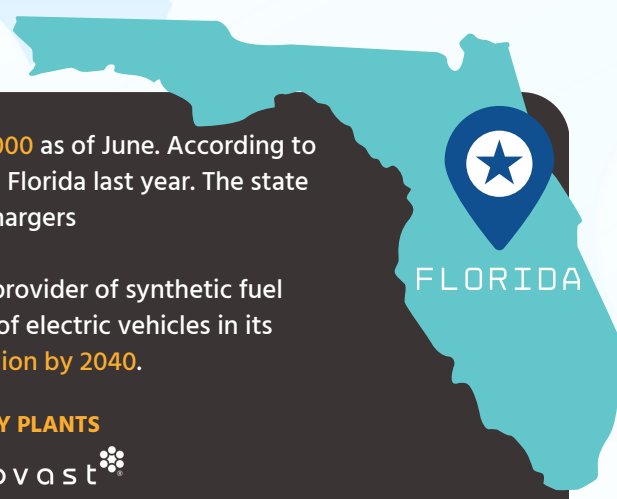 000 as of June. According to
Florida last year. The state
hargers
provider of synthetic fuel
of electric vehicles in its
ion by 2040.
Y PLANTS
ovast
FLORIDA